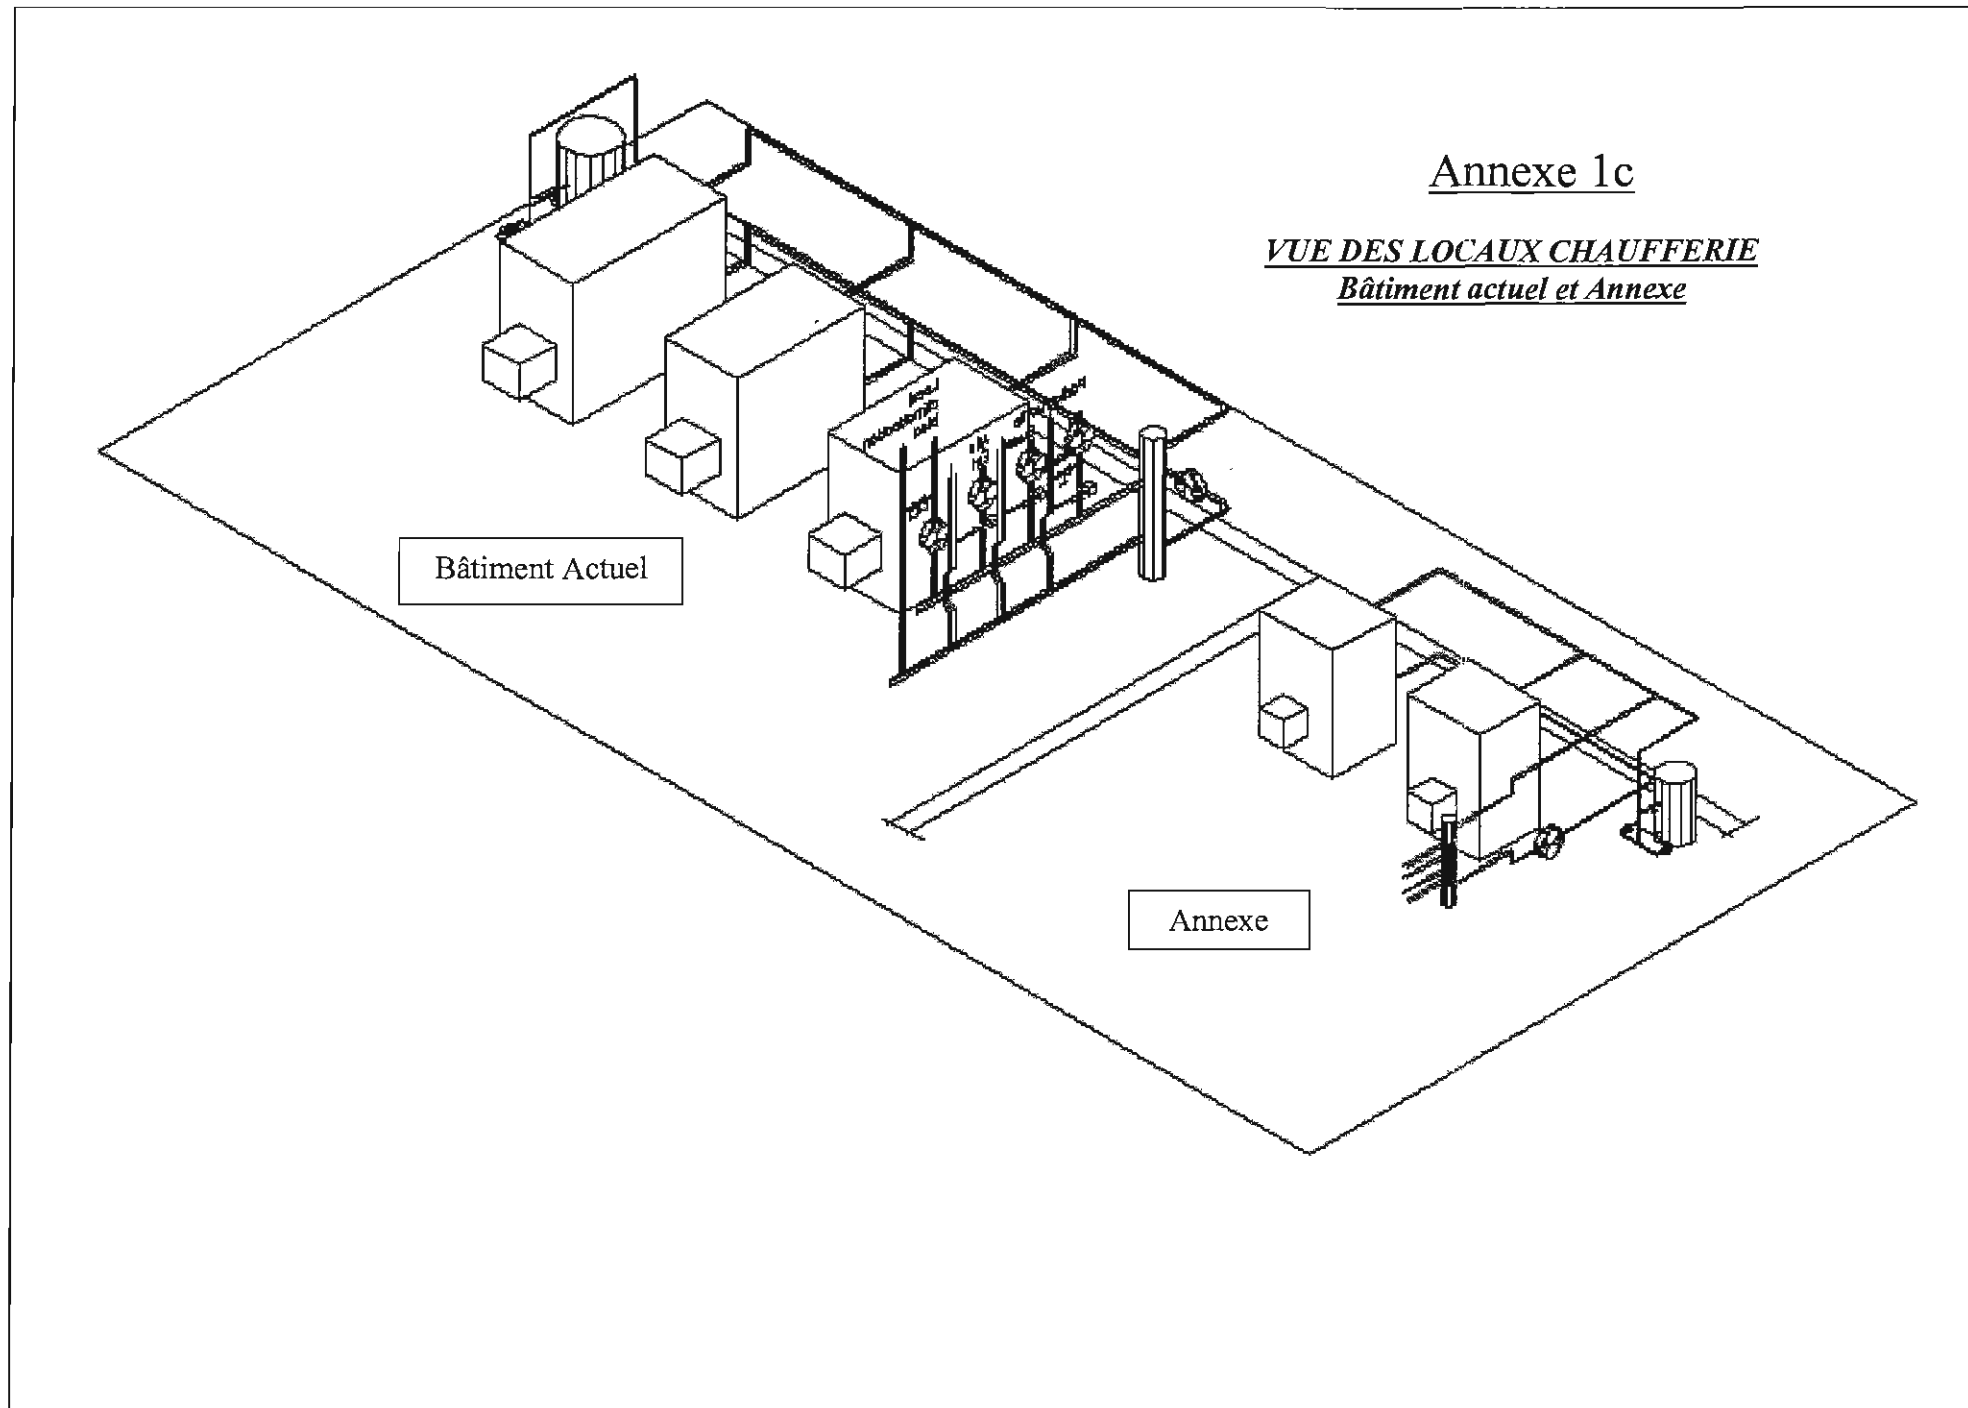 Annexe 1c
VUE DES LOCAUX CHAUFFERIE
Bâtiment actuel et Annexe
Bâtiment Actuel
Annexe